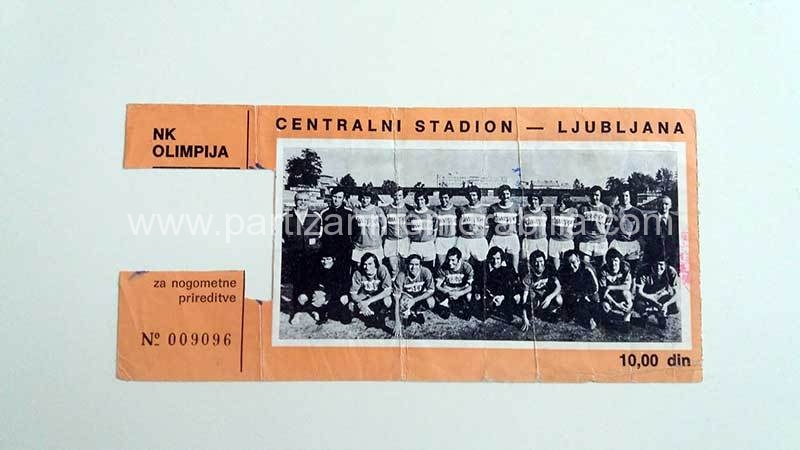 NK
OLIMPIJA
CENTRALNI STADION — LJUBLJANA
www.partizanmemorabilia.com
za nogometne
prireditve
Nº 009096
10,00 din